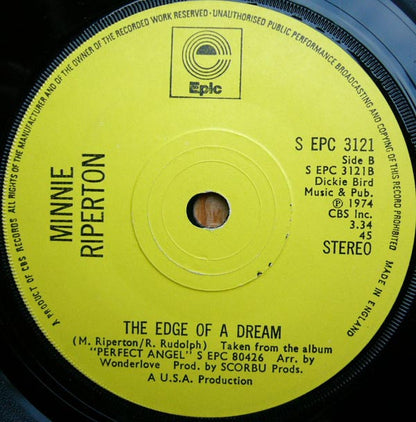 ALL RIGHTS OF THE MANUFACTURER AND OF THE OWNER OF THE RECORDED WORK RESERVED · UNAUTHORISED PUBLIC PERFORMANCE BROADCASTING AND COPYING OF THIS RECORD PROHIBITED
Epic
MINNIE
RIPERTON
S EPC 3121
Side B
S EPC 3121B
Dickie Bird
Music & Pub.
℗ 1974
CBS Inc.
3.34
45
STEREO
THE EDGE OF A DREAM
(M. Riperton/R. Rudolph) Taken from the album
"PERFECT ANGEL" S EPC 80426 Arr. by
Wonderlove Prod. by SCORBU Prods.
A U.S.A. Production
A PRODUCT OF CBS RECORDS
MADE IN ENGLAND